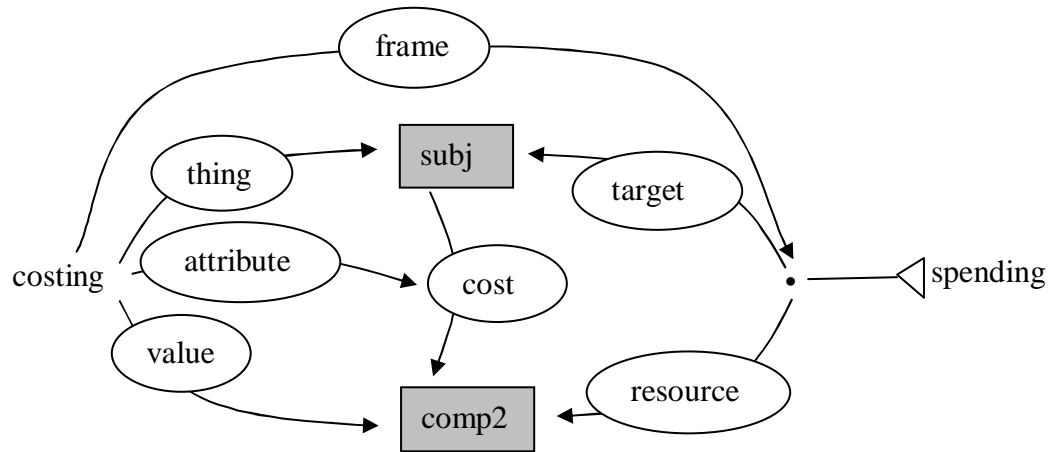 frame
subj
thing
target
attribute
costing
cost
spending
value
resource
comp2